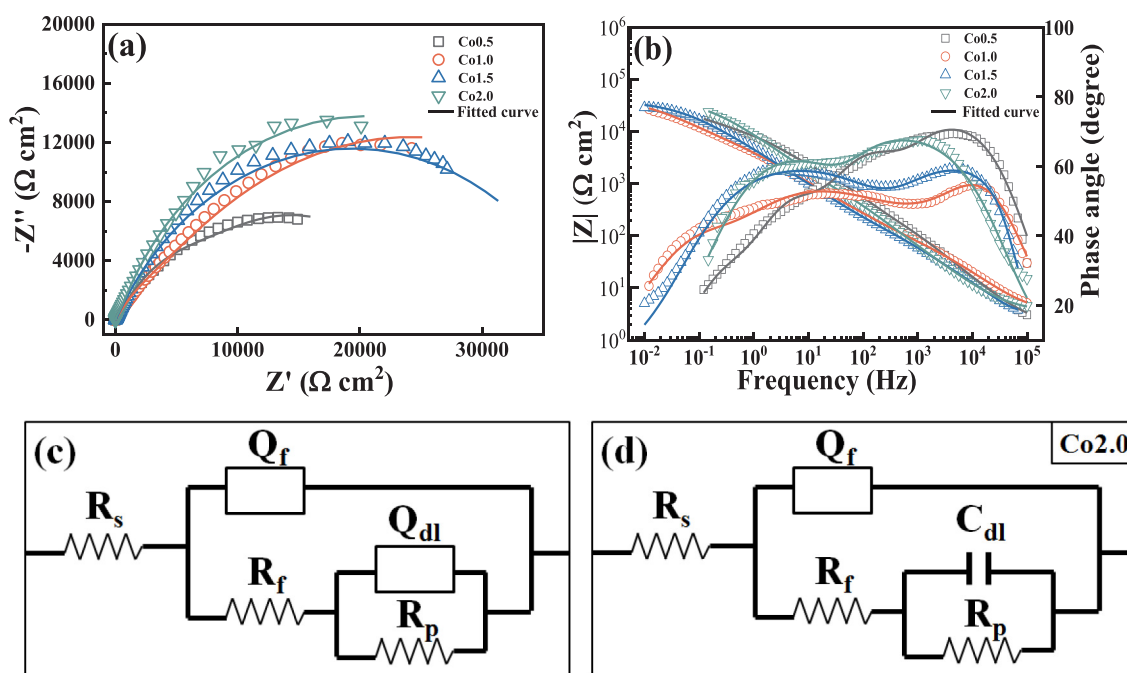 (a)
Co0.5
Co1.0
Co1.5
Co2.0
Fitted curve
20000
16000
12000
8000
4000
0
-Z'' (Ω cm²)
0 10000 20000 30000
Z' (Ω cm²)
(b)
Co0.5
Co1.0
Co1.5
Co2.0
Fitted curve
10⁶
10⁵
10⁴
10³
10²
10¹
10⁰
|Z| (Ω cm²)
100
80
60
40
20
Phase angle (degree)
10⁻² 10⁻¹ 10⁰ 10¹ 10² 10³ 10⁴ 10⁵
Frequency (Hz)
(c)
Q_f
R_s
Q_dl
R_f
R_p
(d)
Co2.0
Q_f
R_s
C_dl
R_f
R_p